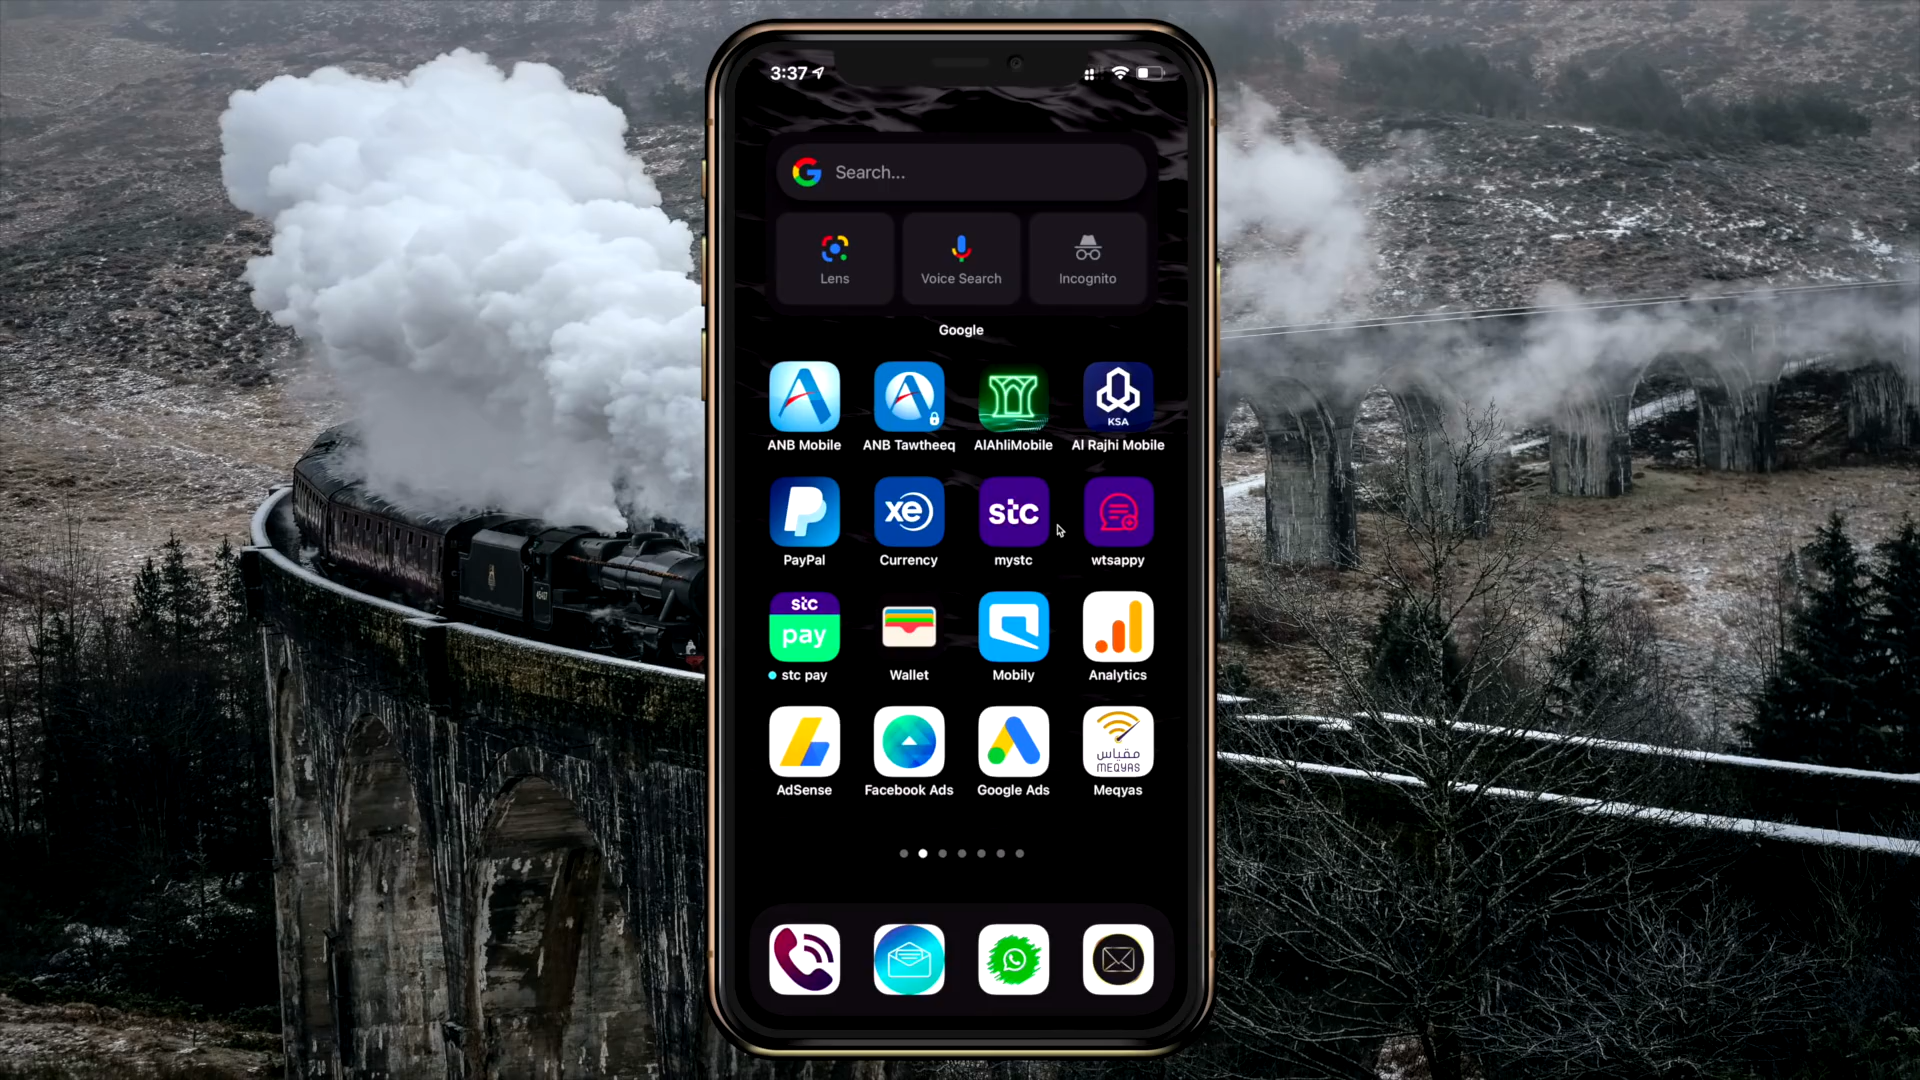 3:37
Search...
Lens
Voice Search
Incognito
Google
KSA
ANB Mobile
ANB Tawtheeq
AlAhliMobile
Al Rajhi Mobile
xe
stc
PayPal
Currency
mystc
wtsappy
stc
pay
stc pay
Wallet
Mobily
Analytics
مقياس
MEQYAS
AdSense
Facebook Ads
Google Ads
Meqyas